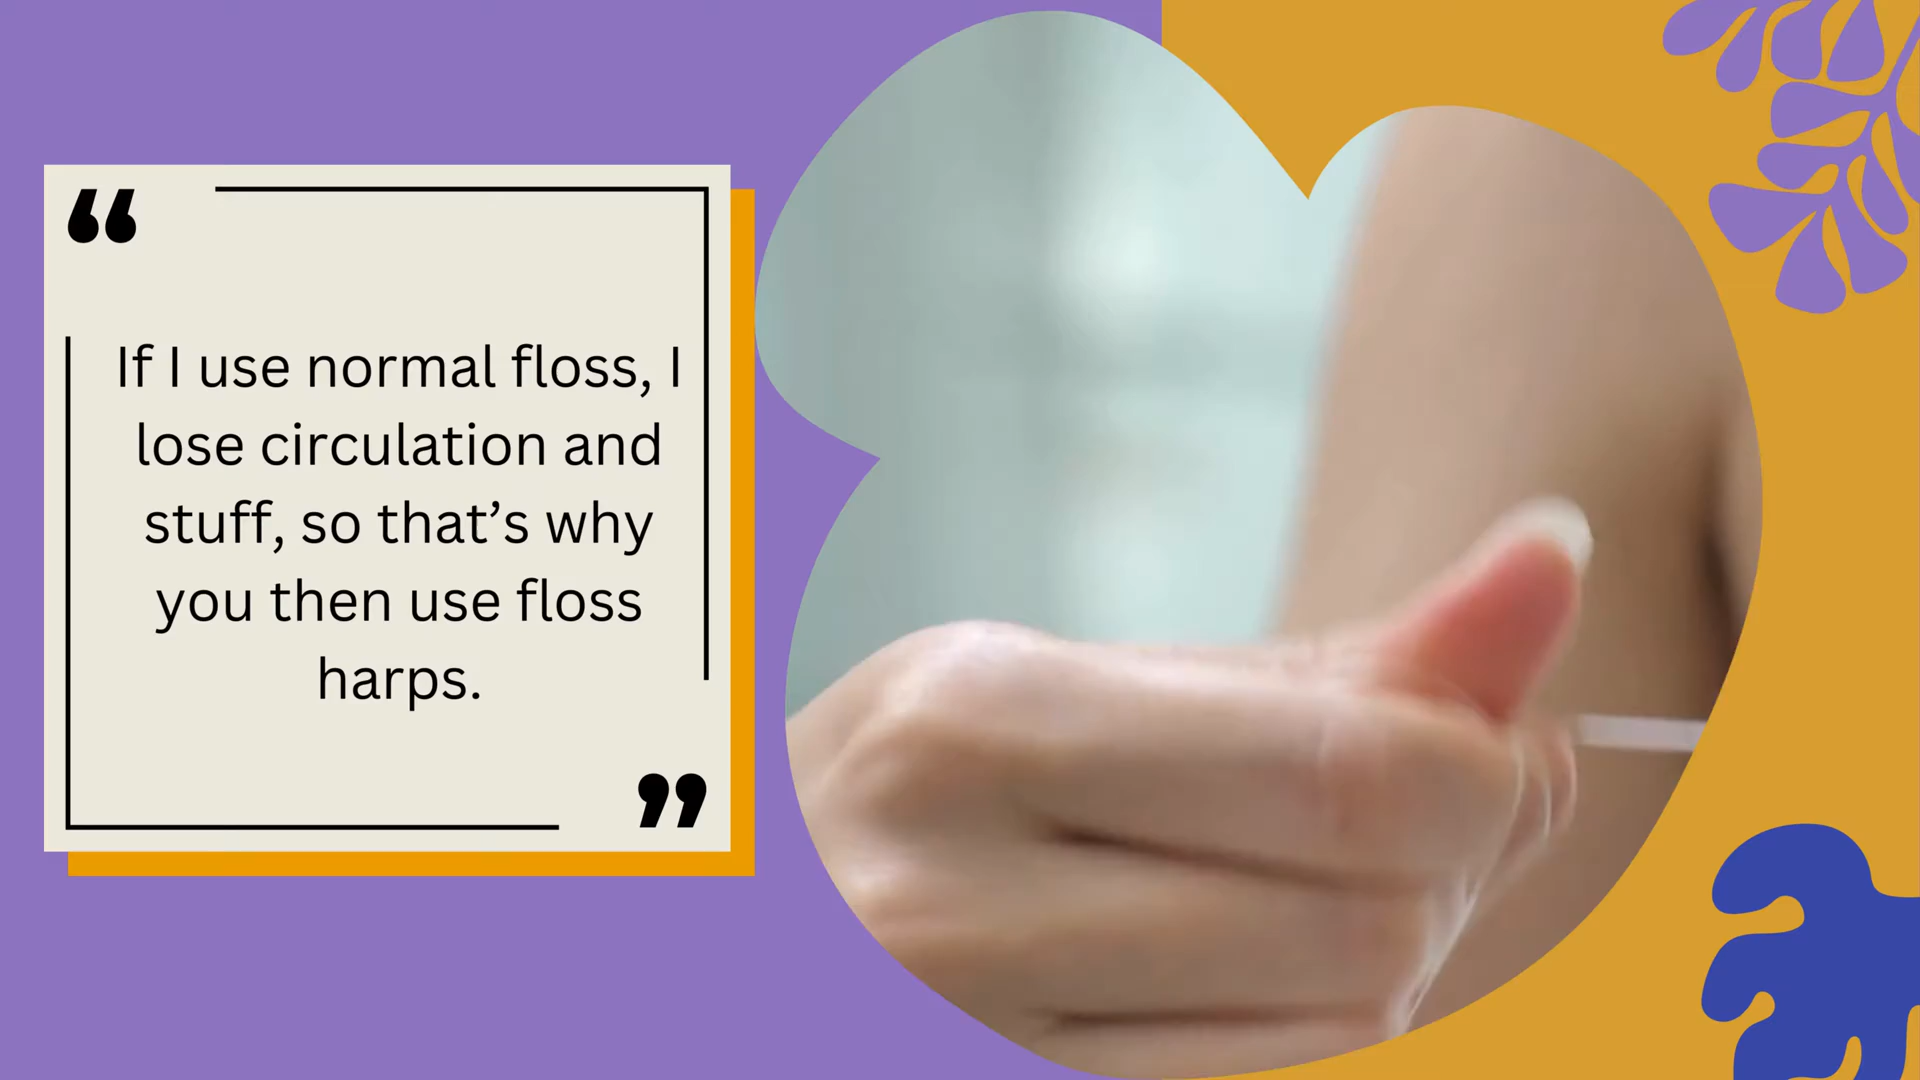 “
If I use normal floss, I
lose circulation and
stuff, so that’s why
you then use floss
harps.
”